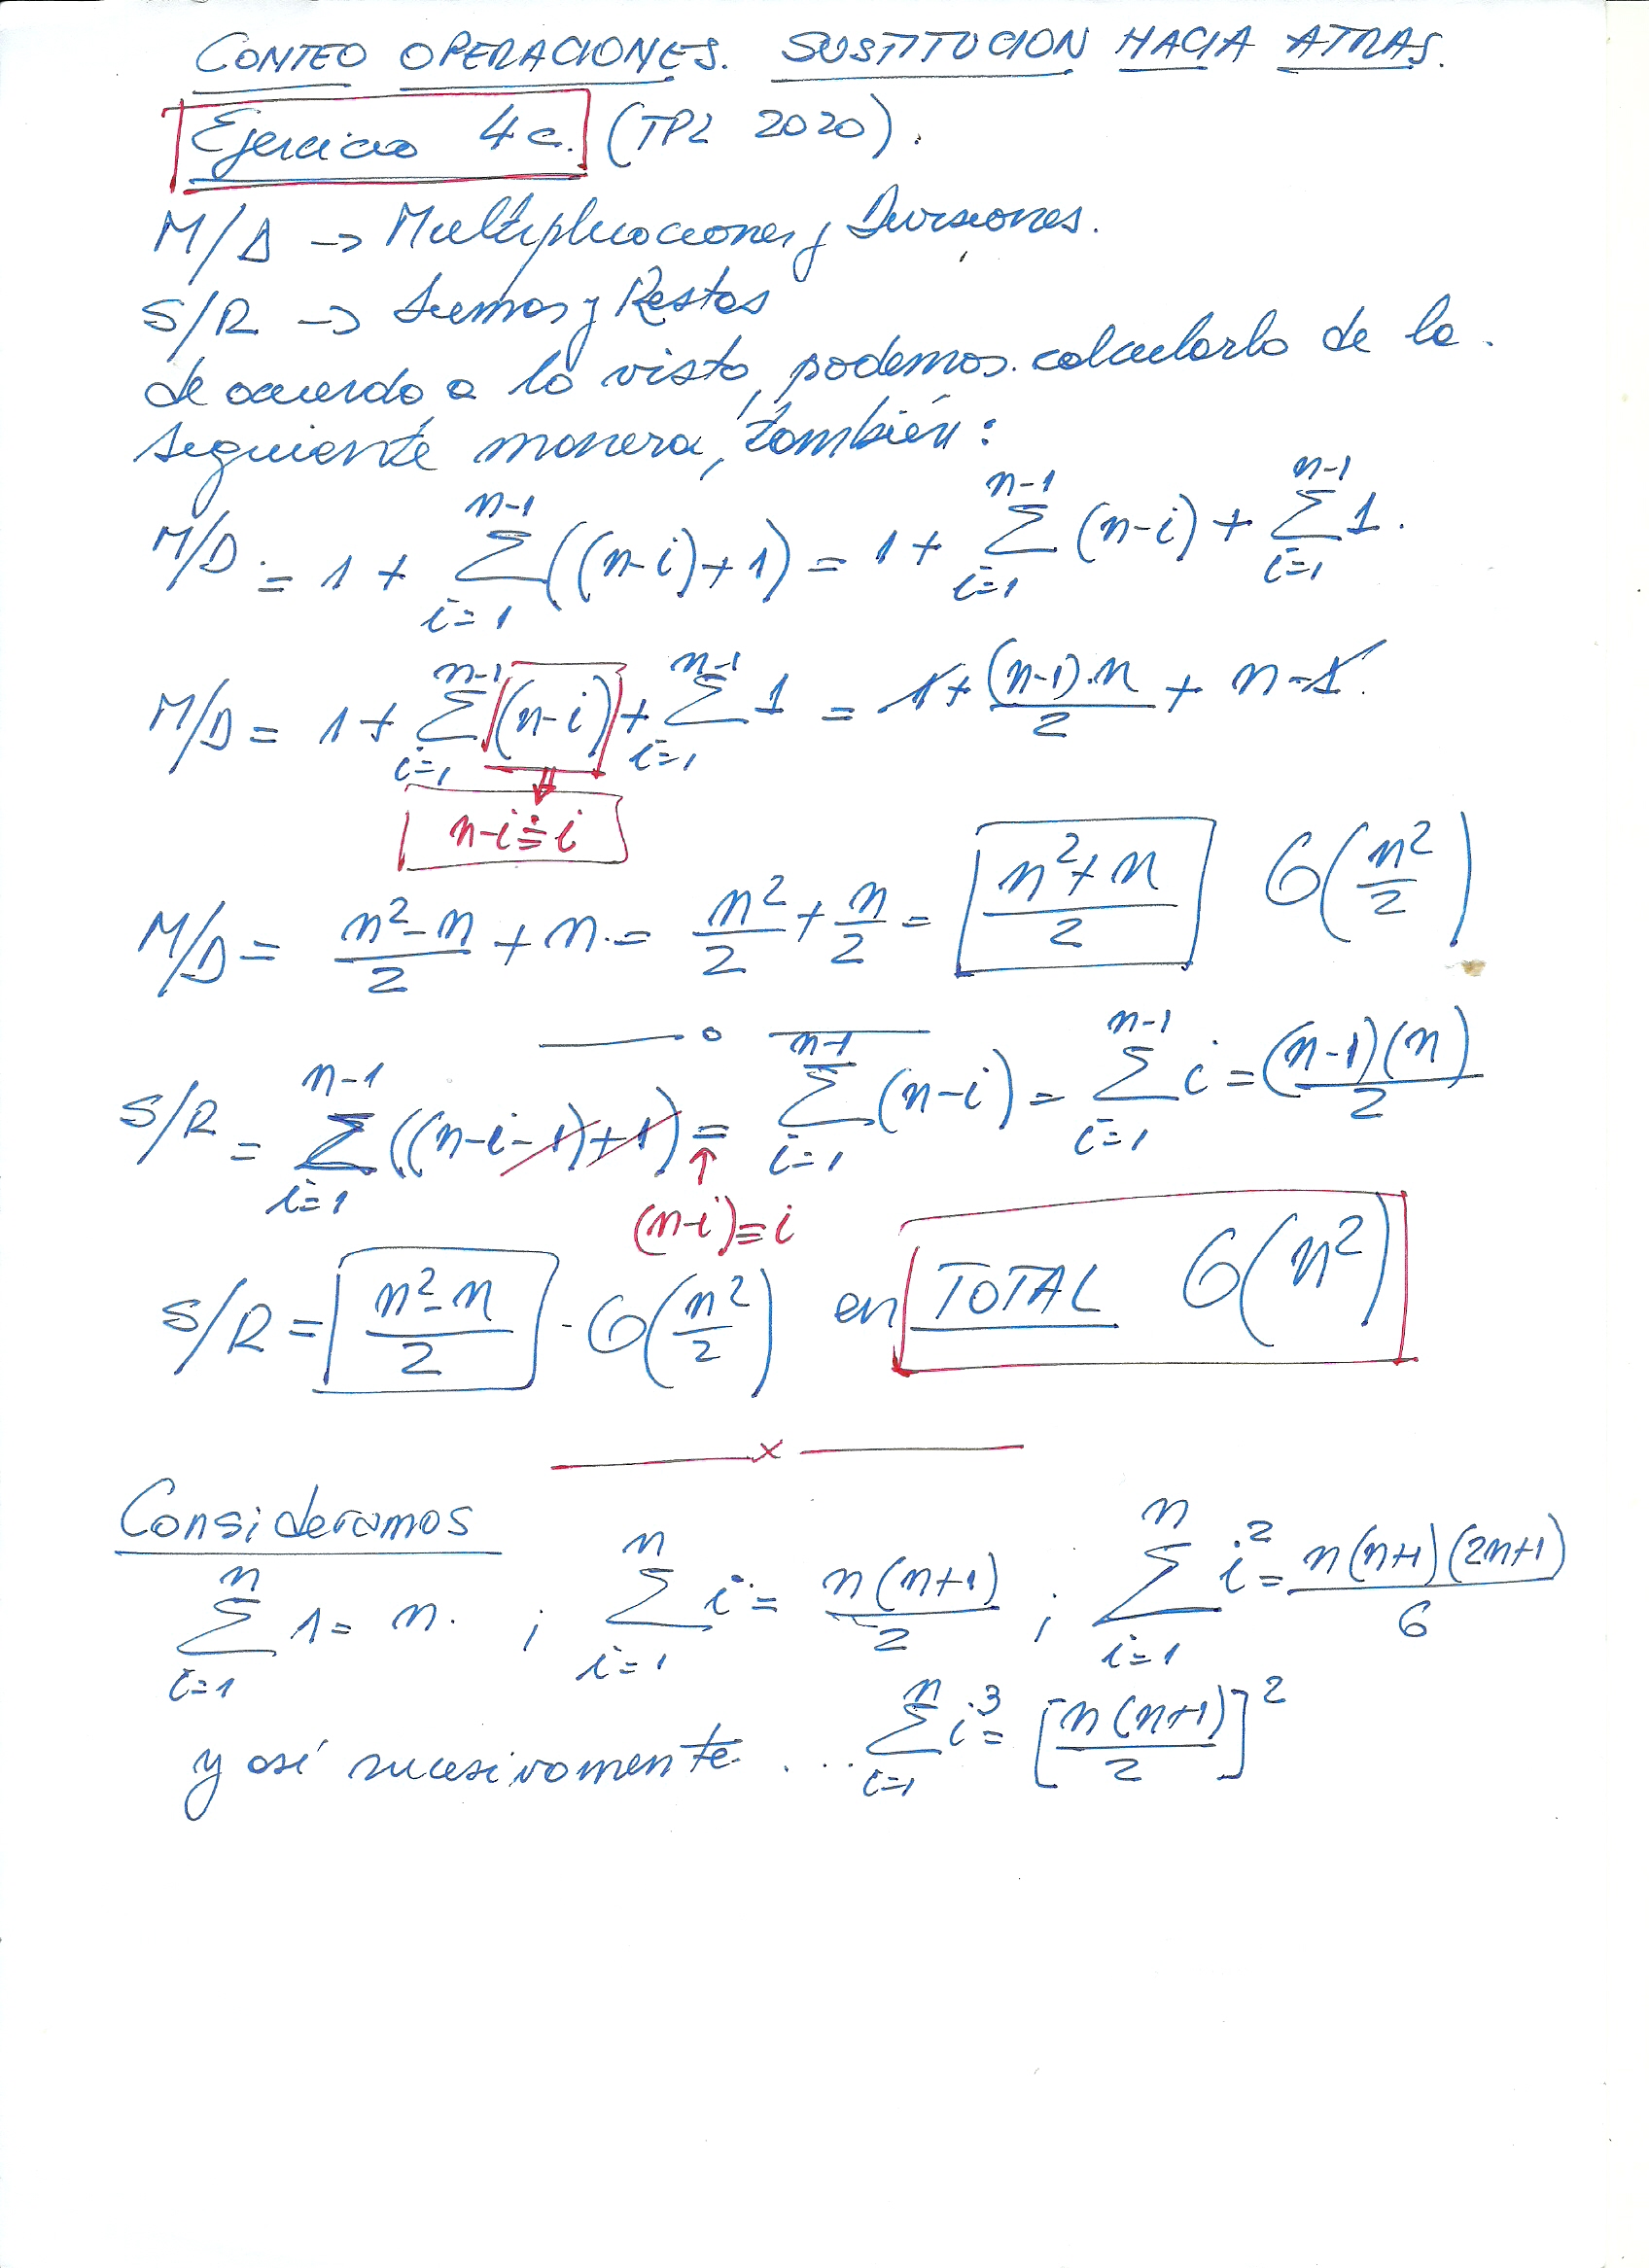 CONTEO OPERACIONES. SUSTITUCION HACIA ATRAS.
Ejercicio 4c. (TP2 2020).
M/D -> Multiplicaciones y Divisiones.
S/R -> Sumas y Restas
de acuerdo a lo visto, podemos calcularlo de la
siguiente manera, también:
M/D = 1 + \sum_{i=1}^{n-1} ((n-i)+1) = 1 + \sum_{i=1}^{n-1} (n-i) + \sum_{i=1}^{n-1} 1.
M/D = 1 + \sum_{i=1}^{n-1} (n-i) + \sum_{i=1}^{n-1} 1 = 1 + \frac{(n-1).n}{2} + n-1.
n-i ≡ i
M/D = \frac{n^2-n}{2} + n = \frac{n^2}{2} + \frac{n}{2} = \frac{n^2+n}{2} O(\frac{n^2}{2})
S/R = \sum_{i=1}^{n-1} ((n-i-1)+1) = \sum_{i=1}^{n-1} (n-i) = \sum_{i=1}^{n-1} i = \frac{(n-1)(n)}{2}
(n-i) ≡ i
S/R = \frac{n^2-n}{2} . O(\frac{n^2}{2}) en TOTAL O(n^2)
x
Consideramos
\sum_{i=1}^{n} 1 = n. ; \sum_{i=1}^{n} i = \frac{n(n+1)}{2} ; \sum_{i=1}^{n} i^2 = \frac{n(n+1)(2n+1)}{6}
y así sucesivamente ... \sum_{i=1}^{n} i^3 = [\frac{n(n+1)}{2}]^2